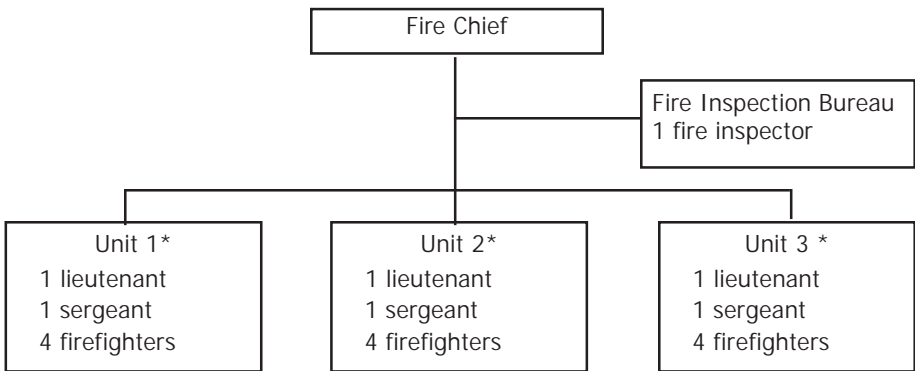 Fire Chief
Fire Inspection Bureau
1 fire inspector
Unit 1*
1 lieutenant
1 sergeant
4 firefighters
Unit 2*
1 lieutenant
1 sergeant
4 firefighters
Unit 3 *
1 lieutenant
1 sergeant
4 firefighters